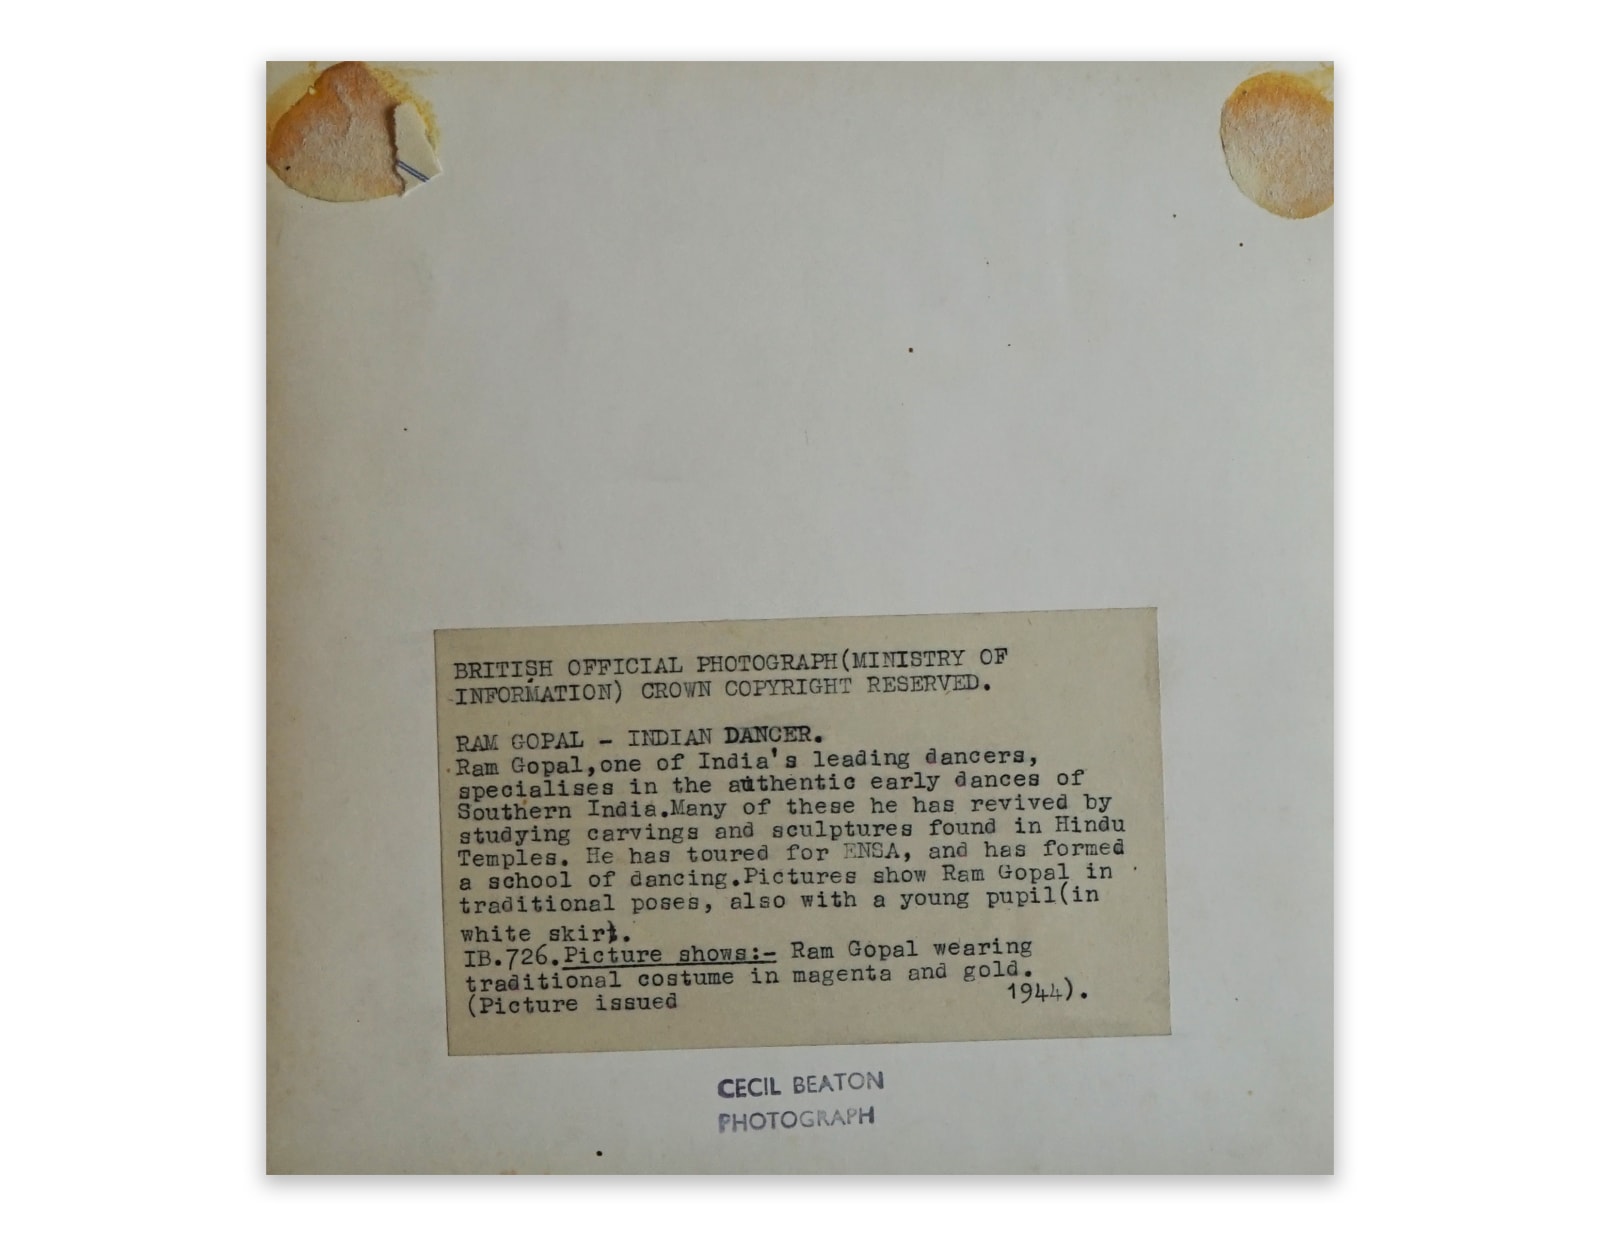 BRITISH OFFICIAL PHOTOGRAPH(MINISTRY OF
INFORMATION) CROWN COPYRIGHT RESERVED.
RAM GOPAL - INDIAN DANCER.
Ram Gopal,one of India's leading dancers,
specialises in the authentic early dances of
Southern India.Many of these he has revived by
studying carvings and sculptures found in Hindu
Temples. He has toured for ENSA, and has formed
a school of dancing.Pictures show Ram Gopal in
traditional poses, also with a young pupil(in
white skirt.
IB.726.Picture shows:- Ram Gopal wearing
traditional costume in magenta and gold.
(Picture issued 1944).
CECIL BEATON
PHOTOGRAPH